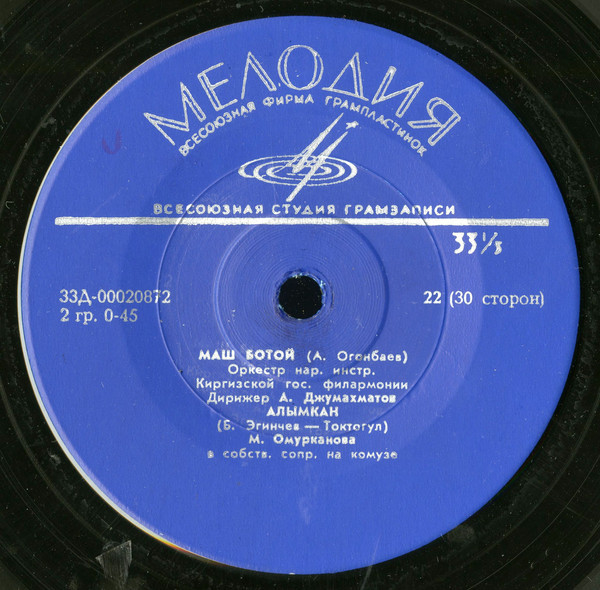 МЕЛОДИЯ
ВСЕСОЮЗНАЯ ФИРМА ГРАМПЛАСТИНОК
ВСЕСОЮЗНАЯ СТУДИЯ ГРАМЗАПИСИ
33⅓
33Д-00020872
22 (30 сторон)
2 гр. 0-45
МАШ БОТОЙ (А. Огонбаев)
Оркестр нар. инстр.
Киргизской гос. филармонии
Дирижер А. Джумахматов
АЛЫМКАН
(Б. Эгинчев — Токтогул)
М. Омурканова
в собств. сопр. на комузе